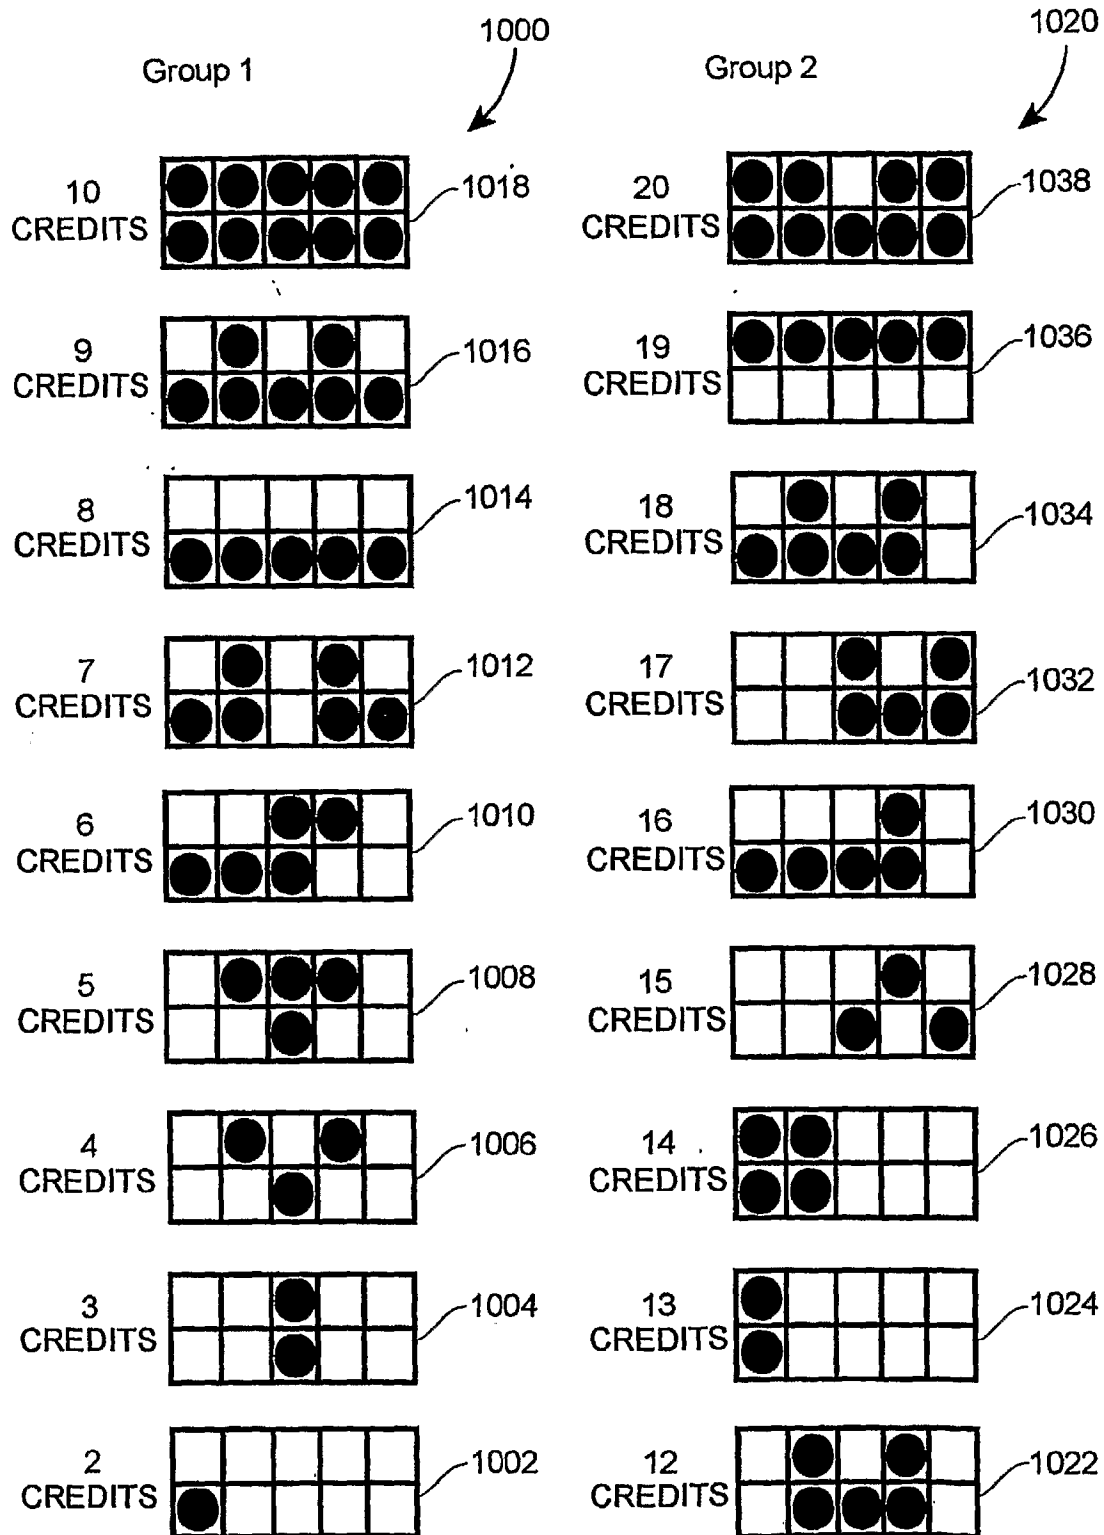 1000
1020
Group 1
Group 2
10
CREDITS
1018
20
CREDITS
1038
9
CREDITS
1016
19
CREDITS
1036
8
CREDITS
1014
18
CREDITS
1034
7
CREDITS
1012
17
CREDITS
1032
6
CREDITS
1010
16
CREDITS
1030
5
CREDITS
1008
15
CREDITS
1028
4
CREDITS
1006
14
CREDITS
1026
3
CREDITS
1004
13
CREDITS
1024
2
CREDITS
1002
12
CREDITS
1022